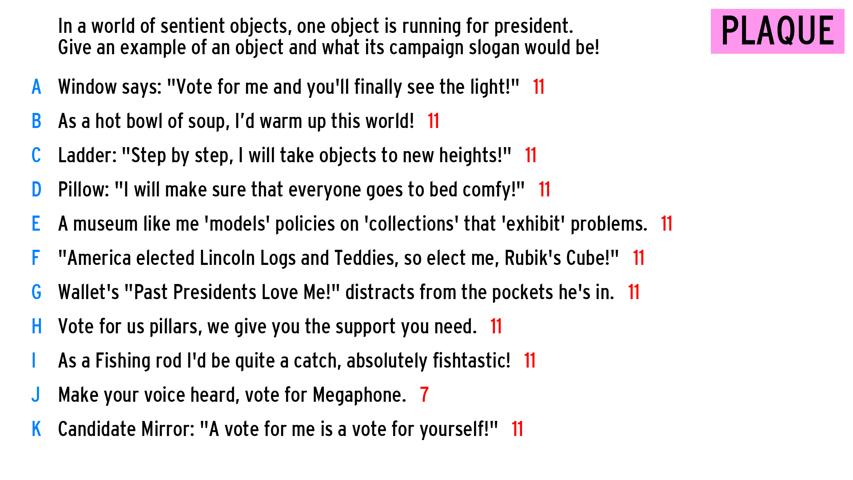 In a world of sentient objects, one object is running for president.
Give an example of an object and what its campaign slogan would be!
PLAQUE
A Window says: "Vote for me and you'll finally see the light!" 11
B As a hot bowl of soup, I’d warm up this world! 11
C Ladder: "Step by step, I will take objects to new heights!" 11
D Pillow: "I will make sure that everyone goes to bed comfy!" 11
E A museum like me 'models' policies on 'collections' that 'exhibit' problems. 11
F "America elected Lincoln Logs and Teddies, so elect me, Rubik's Cube!" 11
G Wallet's "Past Presidents Love Me!" distracts from the pockets he's in. 11
H Vote for us pillars, we give you the support you need. 11
I As a Fishing rod I'd be quite a catch, absolutely fishtastic! 11
J Make your voice heard, vote for Megaphone. 7
K Candidate Mirror: "A vote for me is a vote for yourself!" 11